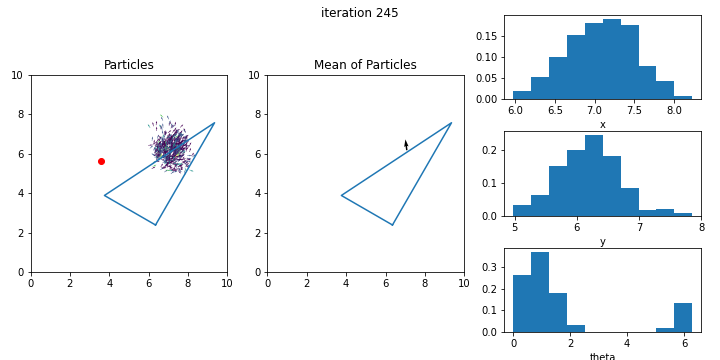 iteration 245
Particles
10
8
6
4
2
0
0 2 4 6 8 10
Mean of Particles
10
8
6
4
2
0
0 2 4 6 8 10
0.15
0.10
0.05
0.00
6.0 6.5 7.0 7.5 8.0
x
0.2
0.1
0.0
5 6 7 8
y
0.3
0.2
0.1
0.0
0 2 4 6
theta